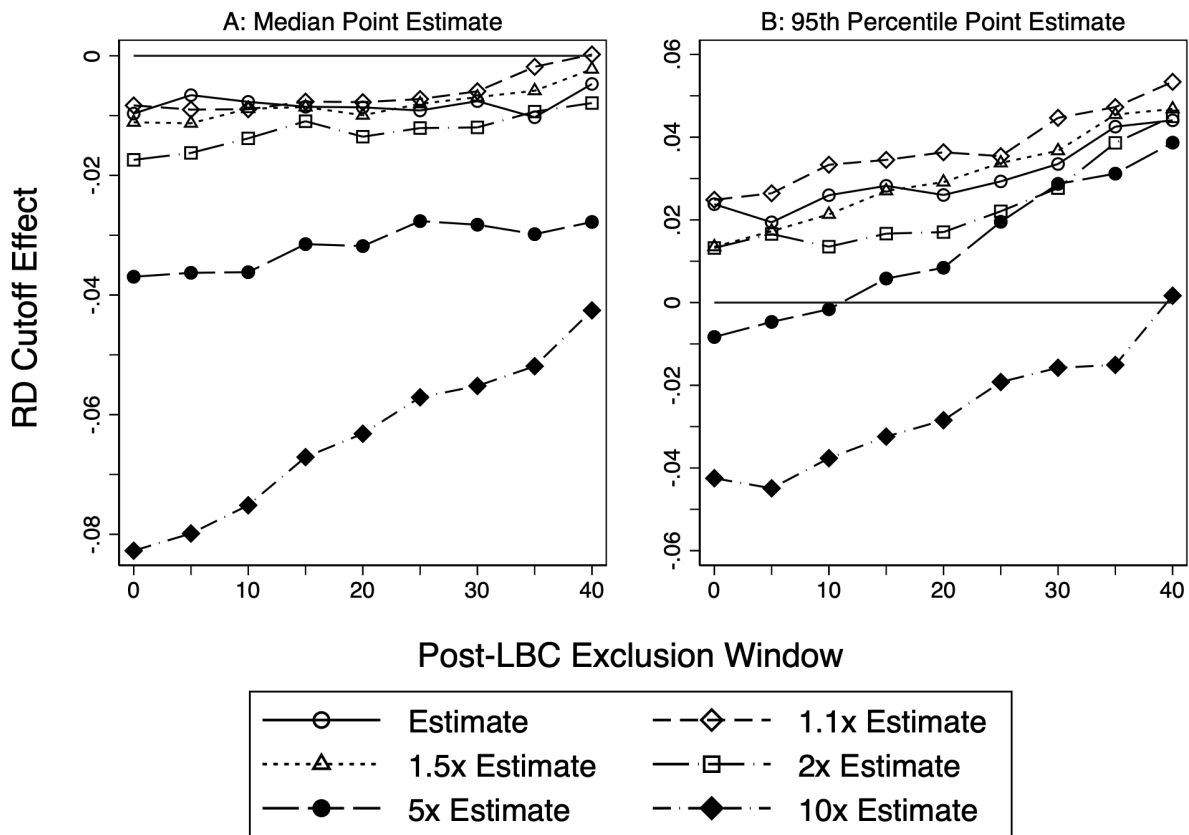 A: Median Point Estimate
B: 95th Percentile Point Estimate
RD Cutoff Effect
0
-.02
-.04
-.06
-.08
0
10
20
30
40
.06
.04
.02
0
-.02
-.04
-.06
0
10
20
30
40
Post-LBC Exclusion Window
Estimate
1.1x Estimate
1.5x Estimate
2x Estimate
5x Estimate
10x Estimate